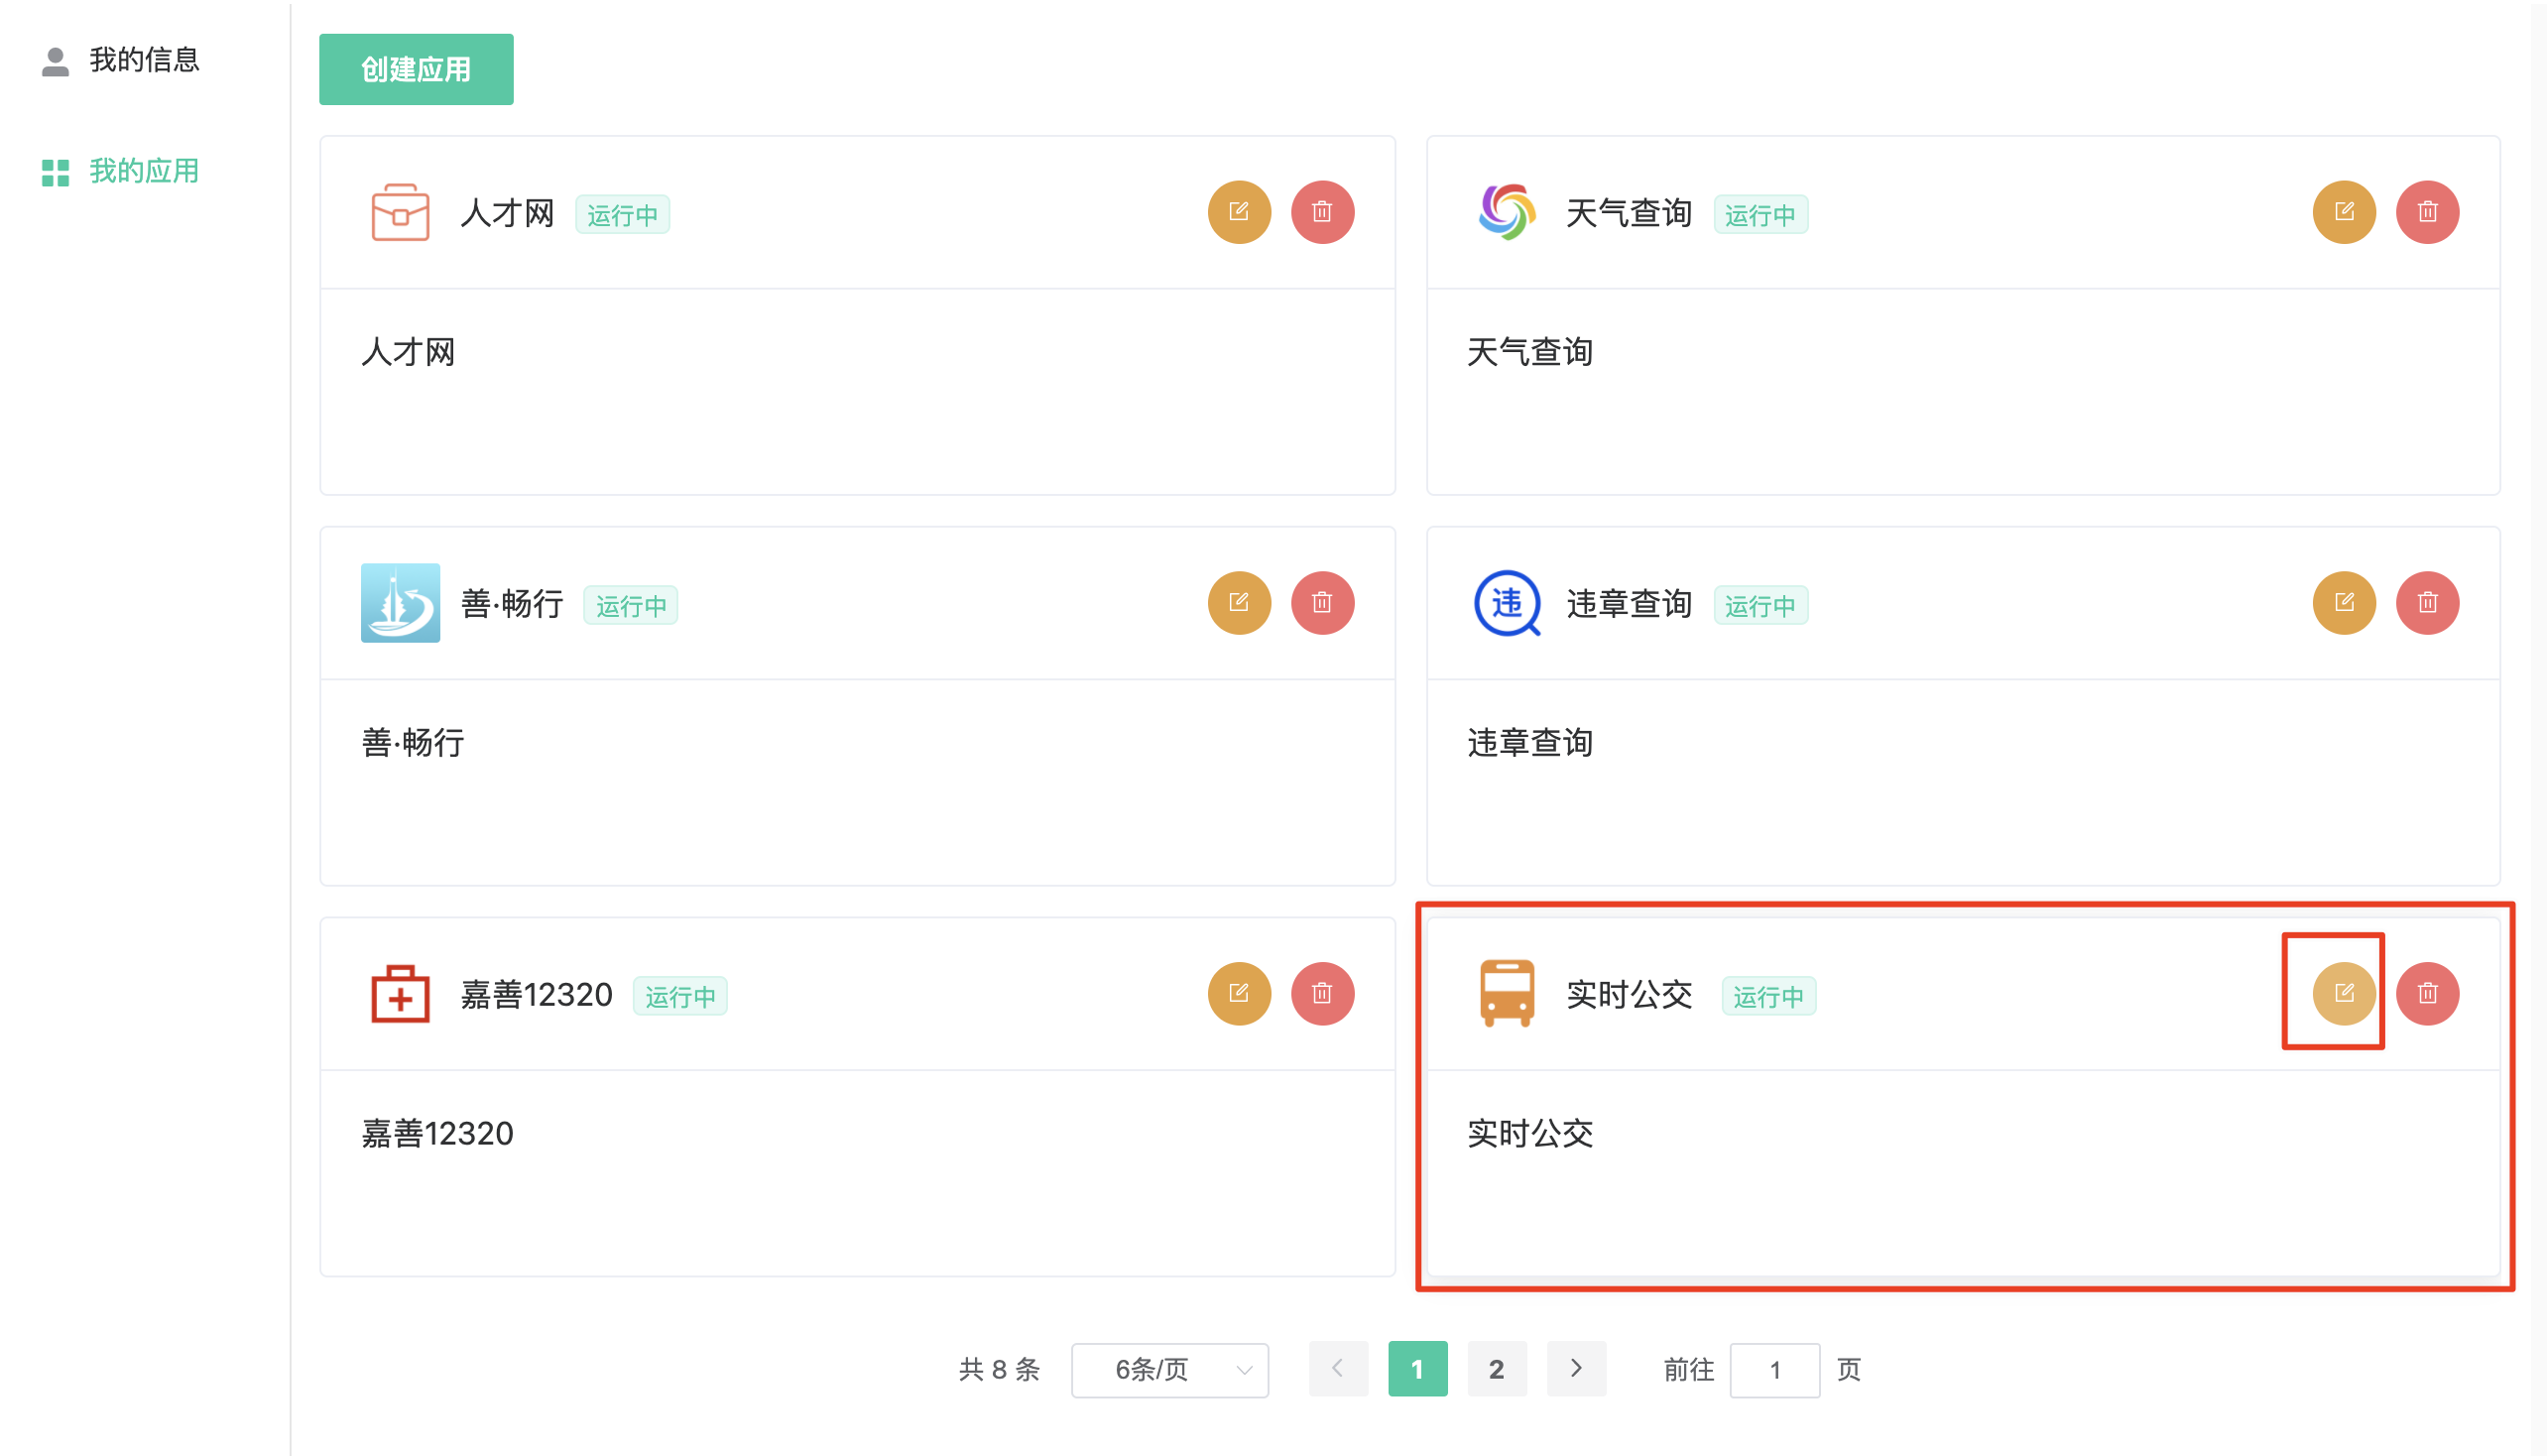 我的信息
我的应用
创建应用
人才网 运行中
人才网
天气查询 运行中
天气查询
善·畅行 运行中
善·畅行
违 违章查询 运行中
违章查询
嘉善12320 运行中
嘉善12320
实时公交 运行中
实时公交
共 8 条 6条/页 1 2 前往 1 页